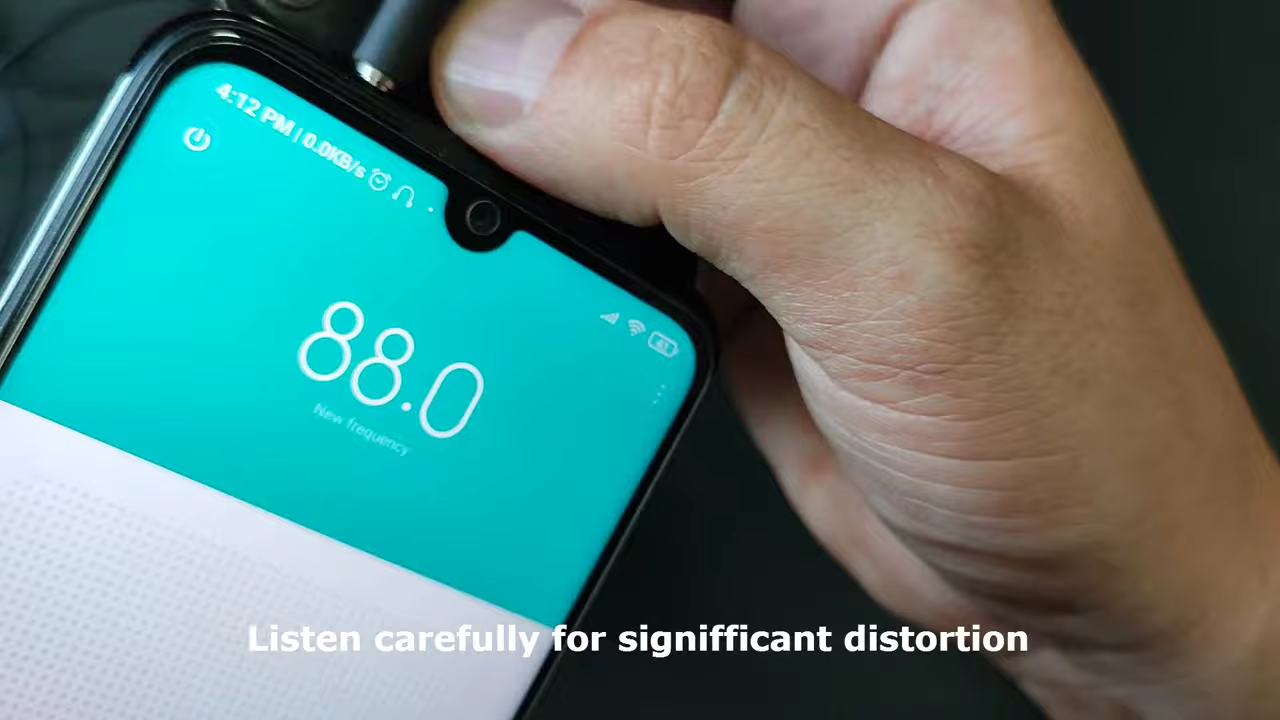 4:12 PM | 0.0KB/s
88.0
New frequency
Listen carefully for signifficant distortion